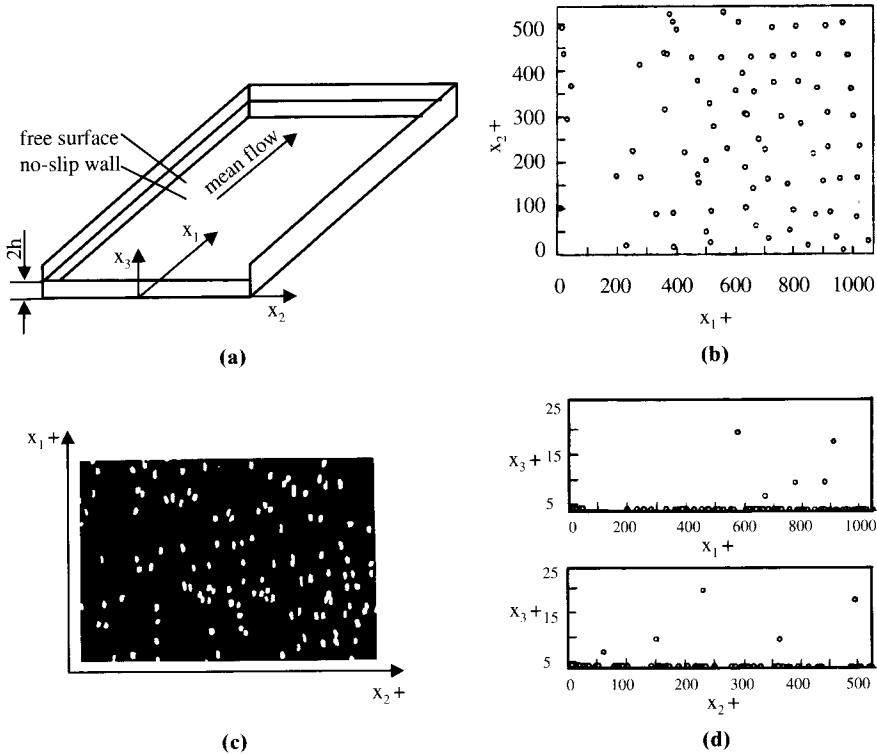 free surface
no-slip wall
mean flow
2h
x1
x3
x2
(a)
500
400
300
200
100
0
x2+
0 200 400 600 800 1000
x1+
(b)
x1+
x2+
(c)
25
x3+ 15
5
0 200 400 600 800 1000
x1+
25
x3+ 15
5
0 100 200 300 400 500
x2+
(d)